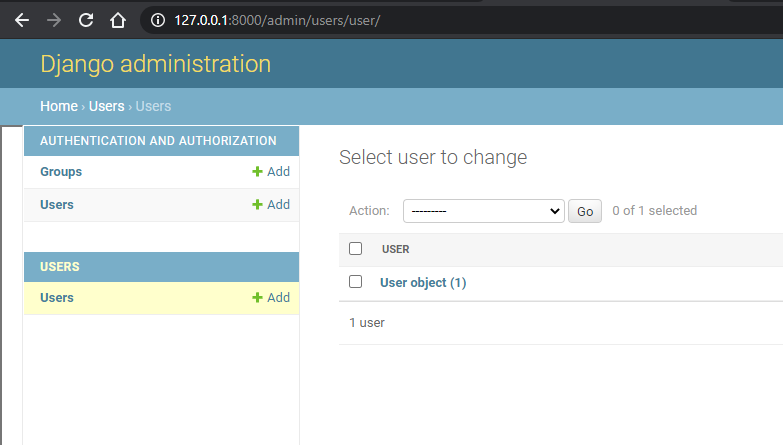 127.0.0.1:8000/admin/users/user/
Django administration
Home › Users › Users
AUTHENTICATION AND AUTHORIZATION
Groups + Add
Users + Add
USERS
Users + Add
Select user to change
Action: --------- Go 0 of 1 selected
USER
User object (1)
1 user